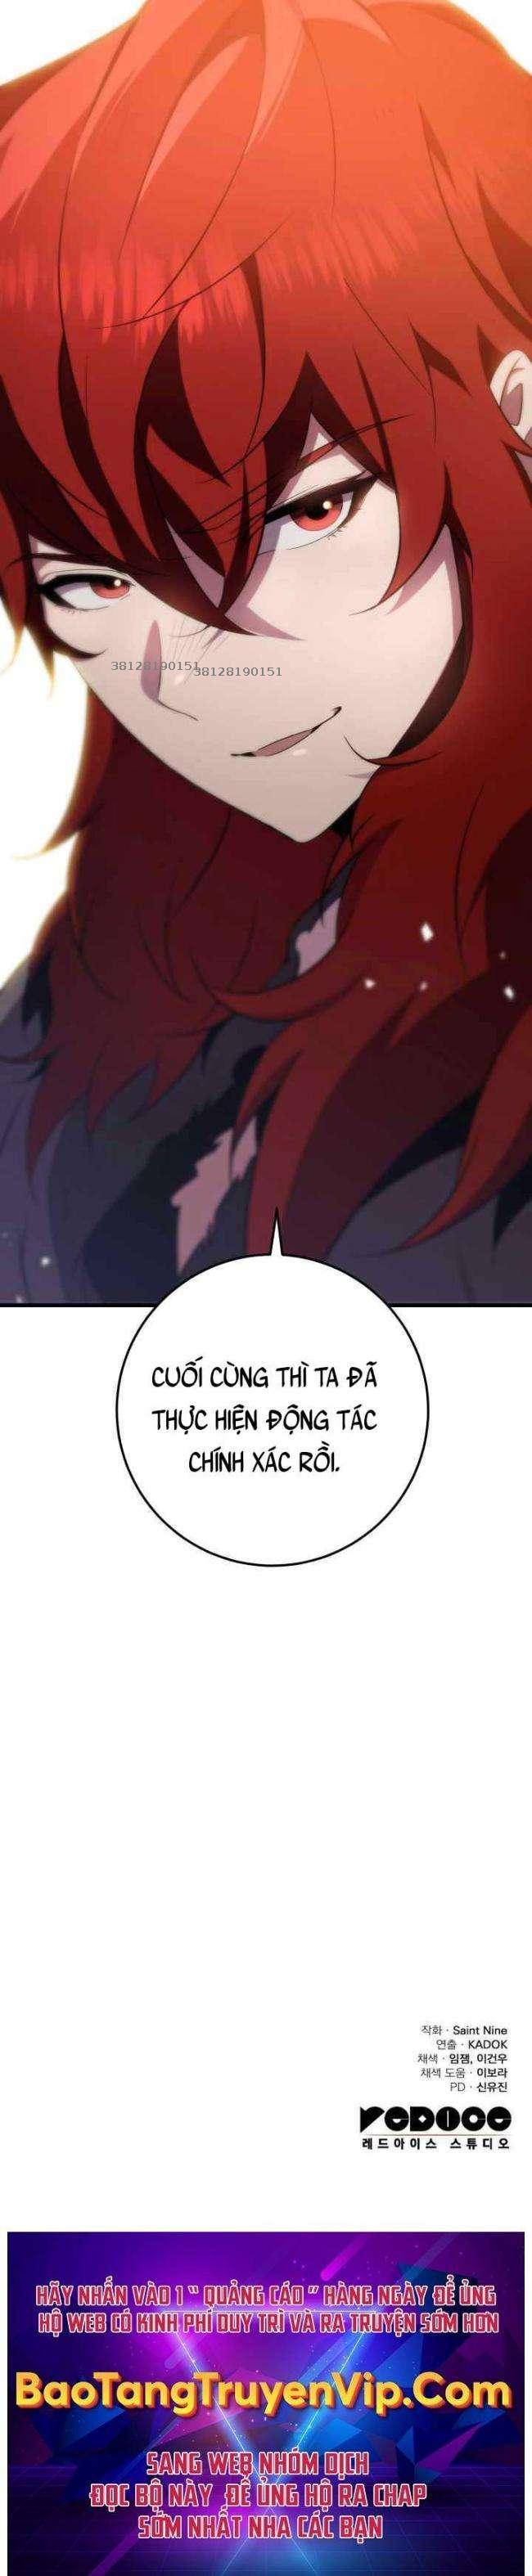 38128190151
38128190151
CUỐI CÙNG THÌ TA ĐÃ
THỰC HIỆN ĐỘNG TÁC
CHÍNH XÁC RỒI.
작화 · Saint Nine
연출 · KADOK
채색 · 임잼, 이건우
채색 도움 · 이보라
PD · 신유진
REDICE
레드아이스 스튜디오
HÃY NHẤN VÀO 1 " QUẢNG CÁO " HÀNG NGÀY ĐỂ ỦNG
HỘ WEB CÓ KINH PHÍ DUY TRÌ VÀ RA TRUYỆN SỚM HƠN
BaoTangTruyenVip.Com
SANG WEB NHÓM DỊCH
ĐỌC BỘ NÀY ĐỂ ỦNG HỘ RA CHAP
SỚM NHẤT NHA CÁC BẠN